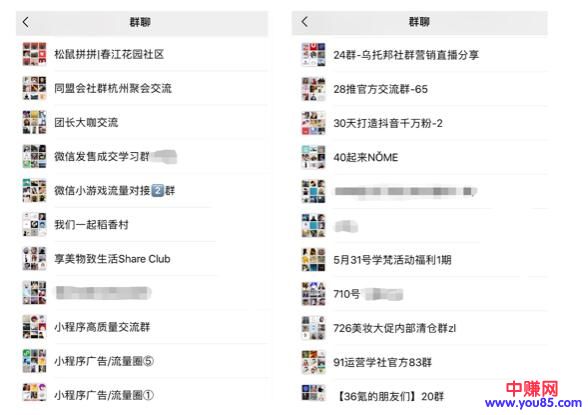 群聊
松鼠拼拼|春江花园社区
同盟会社群杭州聚会交流
团长大咖交流
微信发售成交学习群
微信小游戏流量对接2群
我们一起稻香村
享美物致生活Share Club
小程序高质量交流群
小程序广告/流量圈⑤
小程序广告/流量圈①
群聊
24群-乌托邦社群营销直播分享
28推官方交流群-65
30天打造抖音千万粉-2
40起来NǑME
5月31号学梵活动福利1期
710号
726美妆大促内部清仓群zl
91运营学社官方83群
【36氪的朋友们】20群
中赚网
www.you85.com